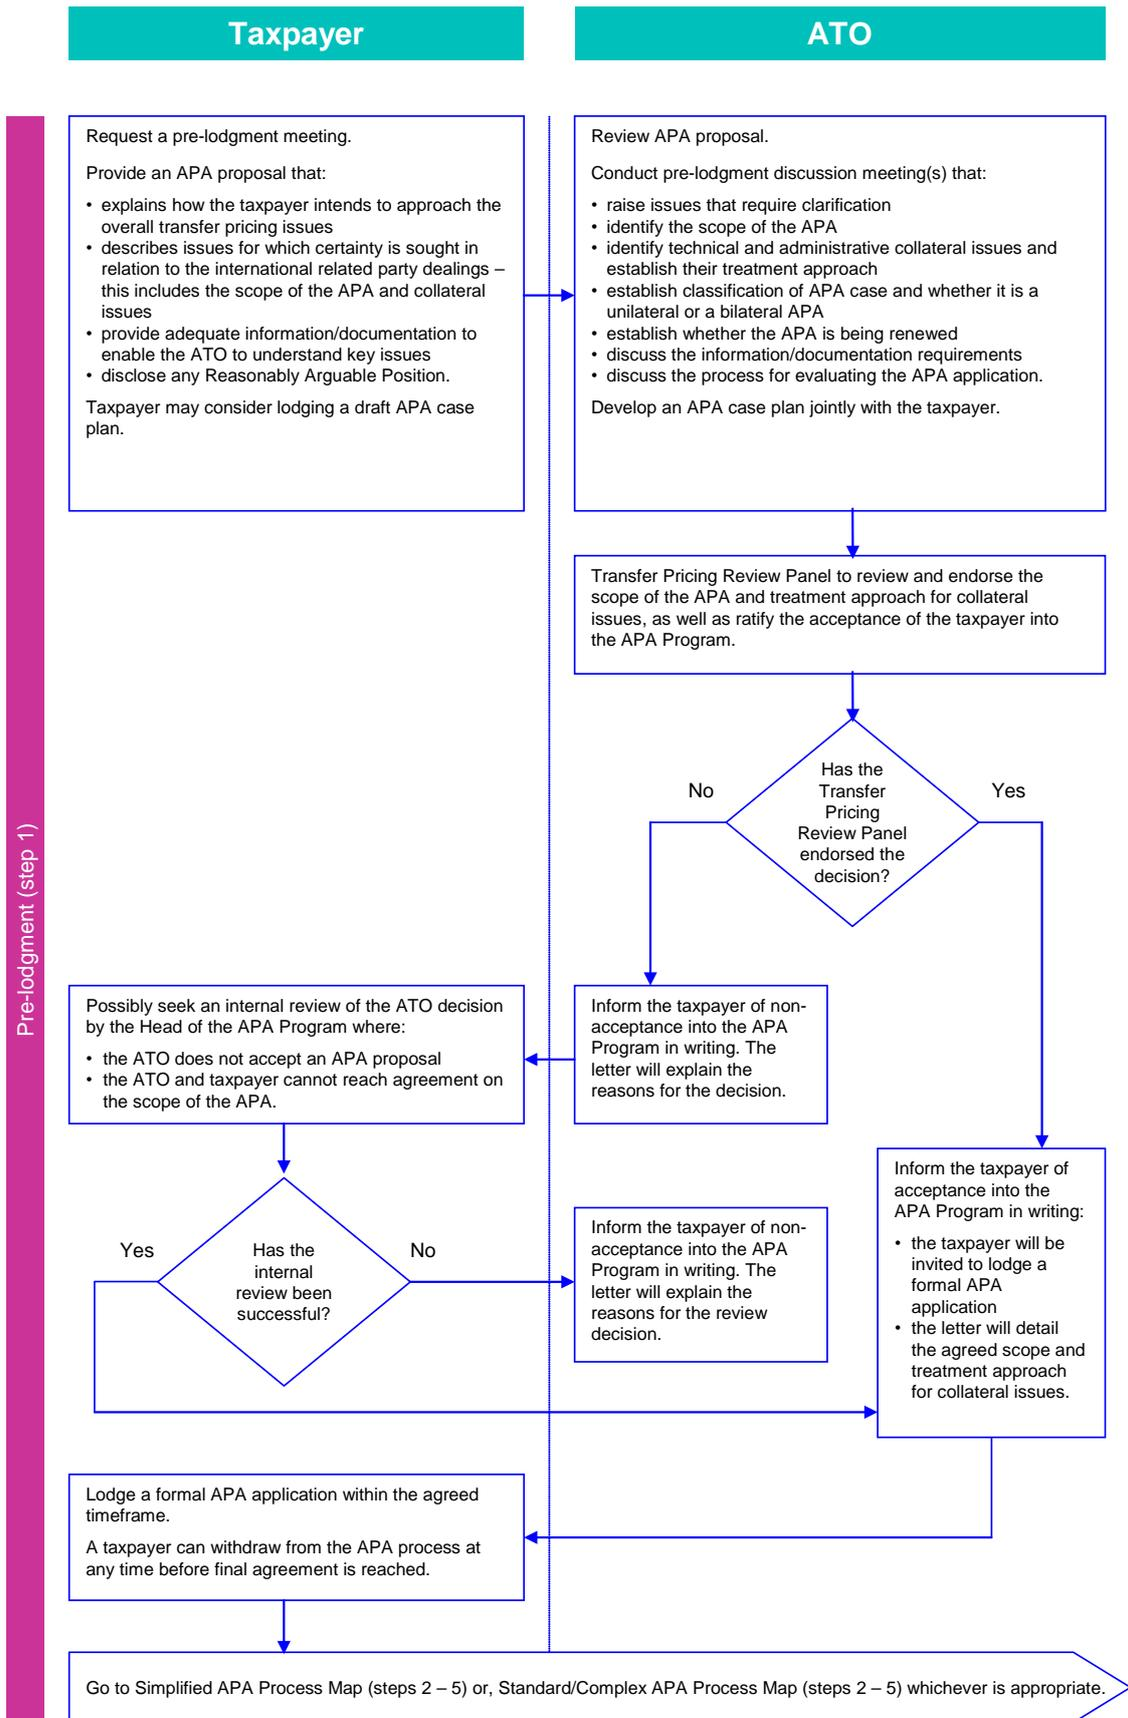 Taxpayer
ATO
Pre-lodgment (step 1)
Request a pre-lodgment meeting.
Provide an APA proposal that:
• explains how the taxpayer intends to approach the
overall transfer pricing issues
• describes issues for which certainty is sought in
relation to the international related party dealings –
this includes the scope of the APA and collateral
issues
• provide adequate information/documentation to
enable the ATO to understand key issues
• disclose any Reasonably Arguable Position.
Taxpayer may consider lodging a draft APA case
plan.
Review APA proposal.
Conduct pre-lodgment discussion meeting(s) that:
• raise issues that require clarification
• identify the scope of the APA
• identify technical and administrative collateral issues and
establish their treatment approach
• establish classification of APA case and whether it is a
unilateral or a bilateral APA
• establish whether the APA is being renewed
• discuss the information/documentation requirements
• discuss the process for evaluating the APA application.
Develop an APA case plan jointly with the taxpayer.
Transfer Pricing Review Panel to review and endorse the
scope of the APA and treatment approach for collateral
issues, as well as ratify the acceptance of the taxpayer into
the APA Program.
Has the
Transfer
Pricing
Review Panel
endorsed the
decision?
No
Yes
Possibly seek an internal review of the ATO decision
by the Head of the APA Program where:
• the ATO does not accept an APA proposal
• the ATO and taxpayer cannot reach agreement on
the scope of the APA.
Inform the taxpayer of non-
acceptance into the APA
Program in writing. The
letter will explain the
reasons for the decision.
Inform the taxpayer of
acceptance into the
APA Program in writing:
• the taxpayer will be
invited to lodge a
formal APA
application
• the letter will detail
the agreed scope and
treatment approach
for collateral issues.
Yes
Has the
internal
review been
successful?
No
Inform the taxpayer of non-
acceptance into the APA
Program in writing. The
letter will explain the
reasons for the review
decision.
Lodge a formal APA application within the agreed
timeframe.
A taxpayer can withdraw from the APA process at
any time before final agreement is reached.
Go to Simplified APA Process Map (steps 2 – 5) or, Standard/Complex APA Process Map (steps 2 – 5) whichever is appropriate.